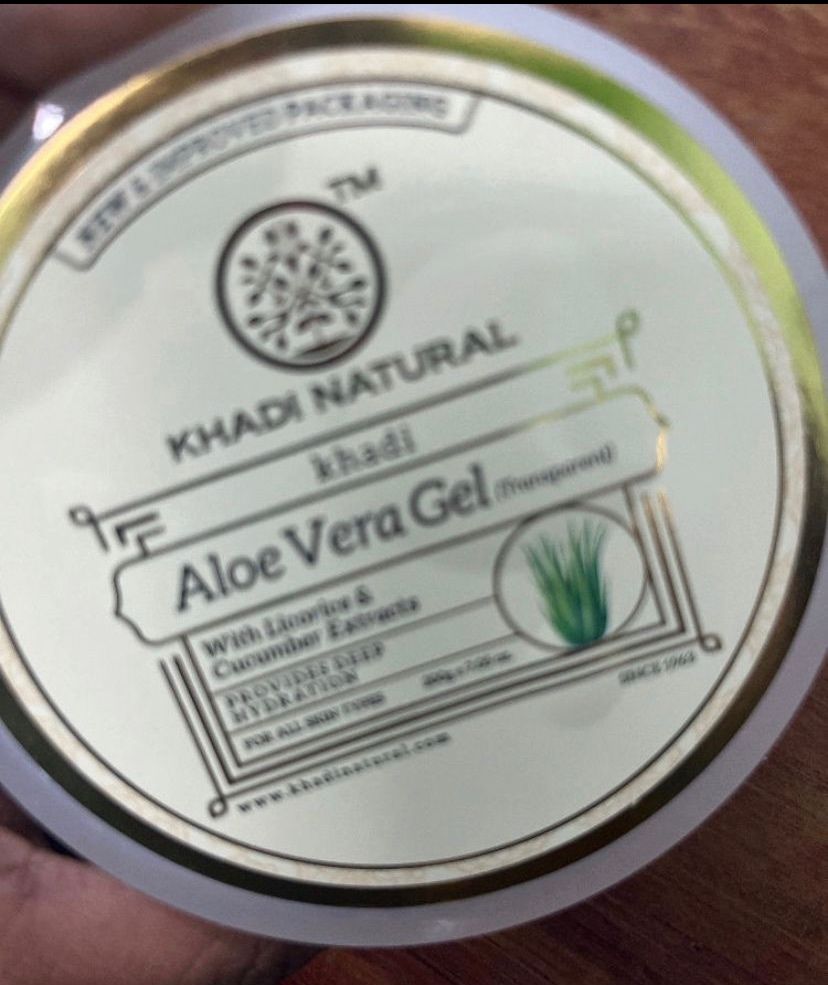 NEW & IMPROVED PACKAGING
TM
KHADI NATURAL
khadi
Aloe Vera Gel (Transparent)
With Licorice &
Cucumber Extracts
PROVIDES DEEP
HYDRATION
FOR ALL SKIN TYPES
SINCE
www.khadinatural.com